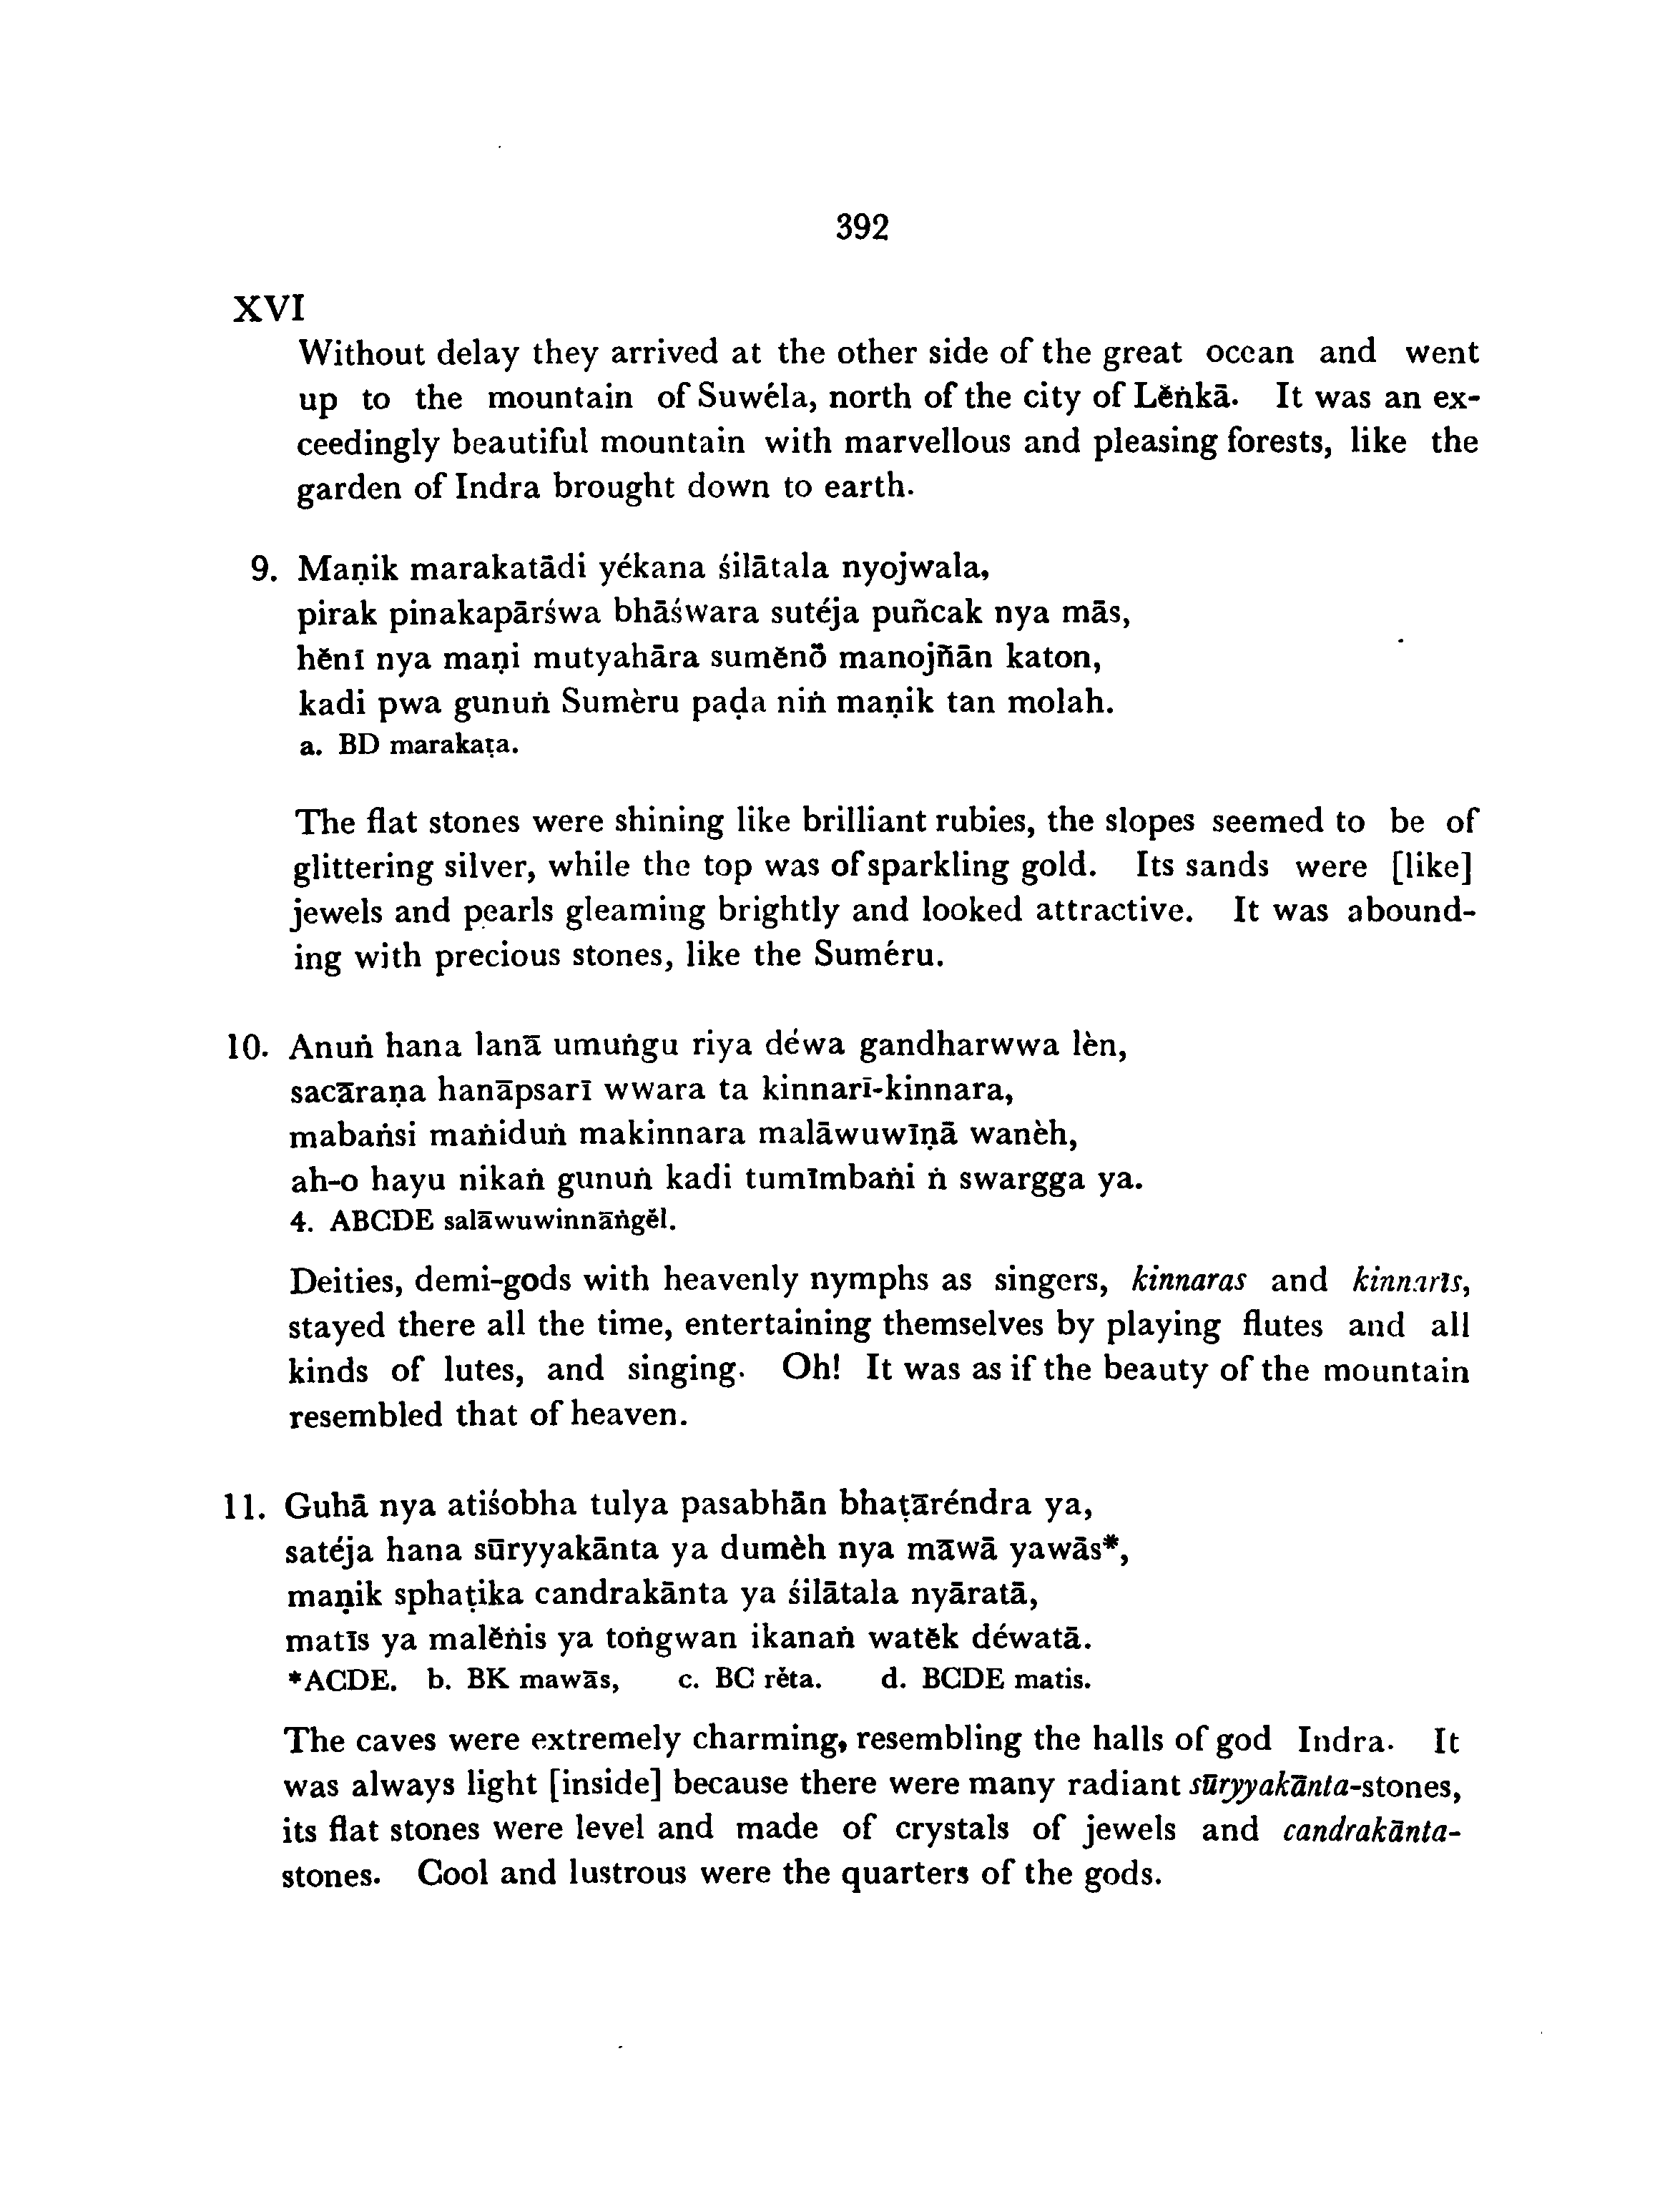 392
XVI
Without delay they arrived at the other side of the great ocean and went
up to the mountain of Suwéla, north of the city of Lĕṅkā. It was an ex-
ceedingly beautiful mountain with marvellous and pleasing forests, like the
garden of Indra brought down to earth.
9. Maṇik marakatādi yékana śilātala nyojwala,
pirak pinakapārśwa bhāśwara sutéja puñcak nya mās,
hĕnī nya maṇi mutyahāra sumĕnö̆ manojñān katon,
kadi pwa gunuṅ Sumèru paḍa niṅ maṇik tan molah.
a. BD marakaṭa.
The flat stones were shining like brilliant rubies, the slopes seemed to be of
glittering silver, while the top was of sparkling gold. Its sands were [like]
jewels and pearls gleaming brightly and looked attractive. It was abound-
ing with precious stones, like the Suméru.
10. Anuṅ hana lanā umuṅgu riya déwa gandharwwa lèn,
sacāraṇa hanāpsarī wwara ta kinnarī-kinnara,
mabaṅsi maṅiduṅ makinnara malāwuwīṇā wanèh,
ah-o hayu nikaṅ gunuṅ kadi tumīmbaṅi ṅ swargga ya.
4. ABCDE salāwuwinnāṅgĕl.
Deities, demi-gods with heavenly nymphs as singers, kinnaras and kinnarīs,
stayed there all the time, entertaining themselves by playing flutes and all
kinds of lutes, and singing. Oh! It was as if the beauty of the mountain
resembled that of heaven.
11. Guhā nya atiśobha tulya pasabhān bhaṭāréndra ya,
satéja hana sūryyakānta ya dumèh nya māwā yawās*,
maṇik sphaṭika candrakānta ya śilātala nyāratā,
matīs ya malĕṅis ya toṅgwan ikanaṅ watĕk déwatā.
*ACDE. b. BK mawās, c. BC rĕta. d. BCDE matis.
The caves were extremely charming, resembling the halls of god Indra. It
was always light [inside] because there were many radiant sūryyakānta-stones,
its flat stones were level and made of crystals of jewels and candrakānta-
stones. Cool and lustrous were the quarters of the gods.